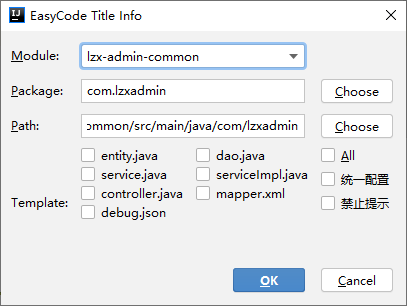 EasyCode Title Info
Module: lzx-admin-common
Package: com.lzxadmin Choose
Path: ommon/src/main/java/com/lzxadmin Choose
Template:
entity.java dao.java All
service.java serviceImpl.java 统一配置
controller.java mapper.xml 禁止提示
debug.json
OK Cancel